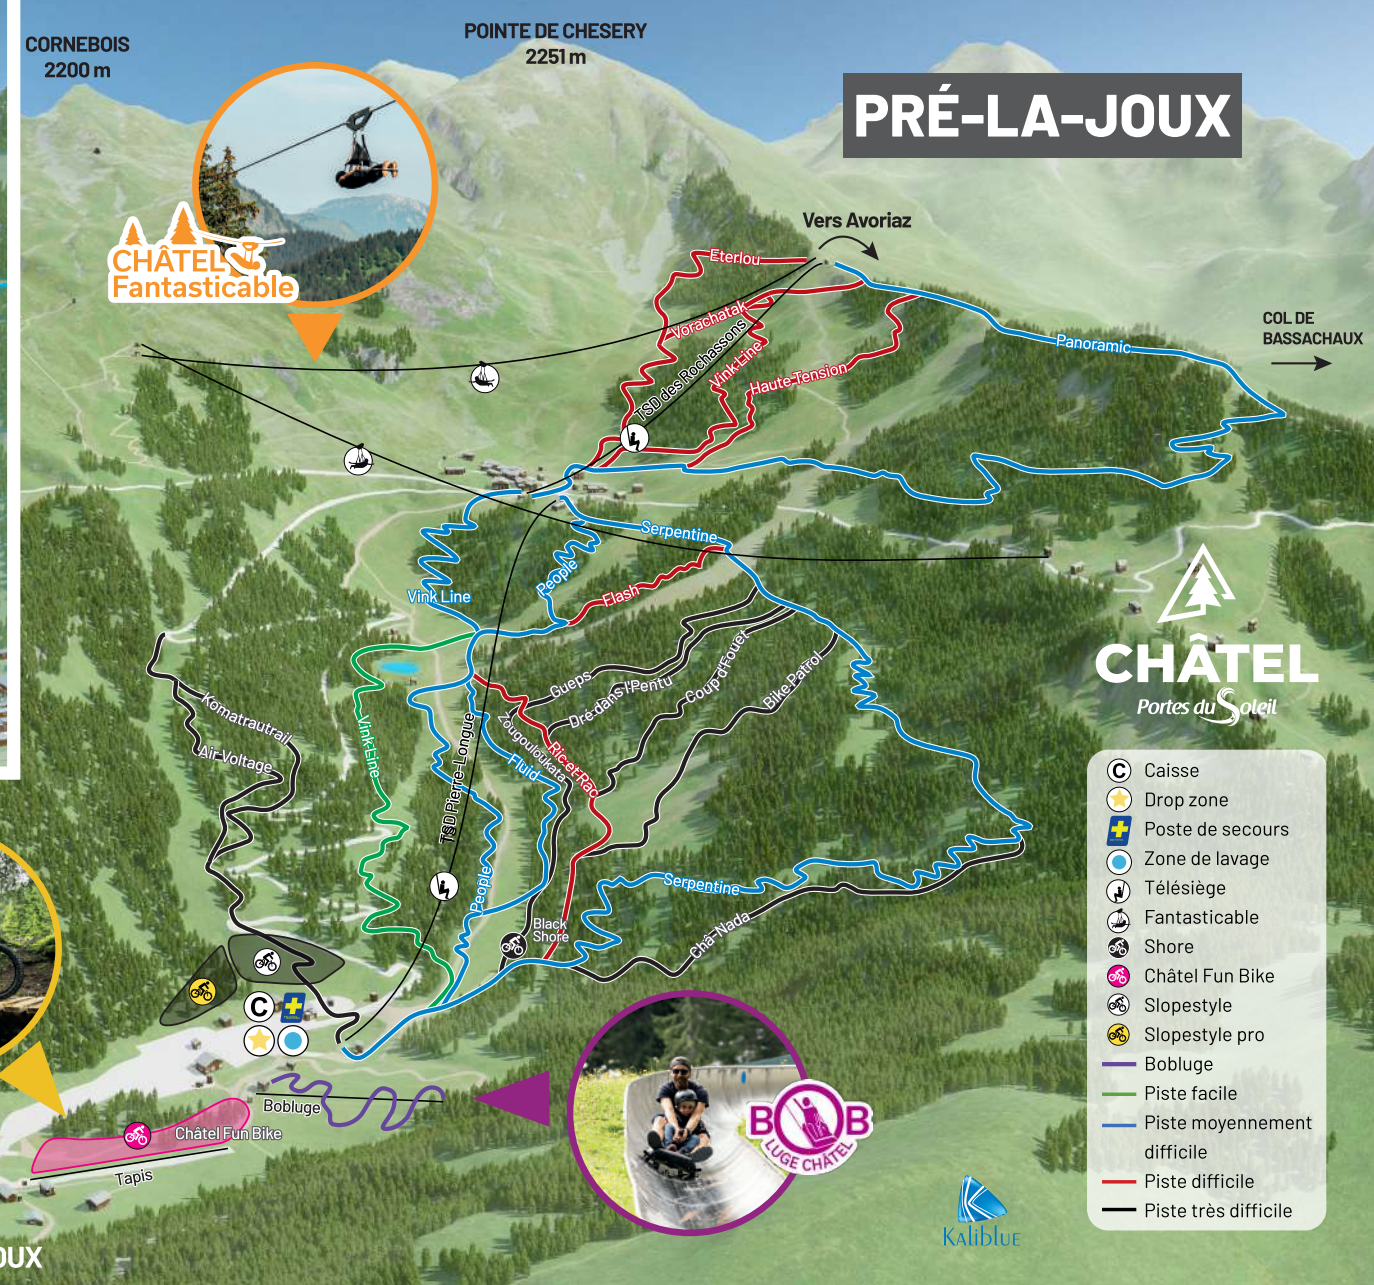 CORNEBOIS
2200 m
POINTE DE CHESERY
2251 m
PRÉ-LA-JOUX
CHÂTEL
Fantasticable
Vers Avoriaz
COL DE
BASSACHAUX
Eterlou
Vorachatak
TSD des Rochassons
Vink Line
Haute Tension
Panoramic
Serpentine
People
Flash
Vink Line
Gueps
Dré dans l'Pentu
Coup d'Fouet
Bike Patrol
Zougouloukata
Ric et Rac
Fluid
TSD Pierre-Longue
Vink Line
Komatrautrail
Air Voltage
People
Serpentine
Black
Shore
Châ-Nada
C
Bobluge
Châtel Fun Bike
Tapis
BOB
LUGE CHÂTEL
CHÂTEL
Portes du Soleil
C Caisse
Drop zone
Poste de secours
Zone de lavage
Télésiège
Fantasticable
Shore
Châtel Fun Bike
Slopestyle
Slopestyle pro
Bobluge
Piste facile
Piste moyennement
difficile
Piste difficile
Piste très difficile
KALIBLUE
OUX